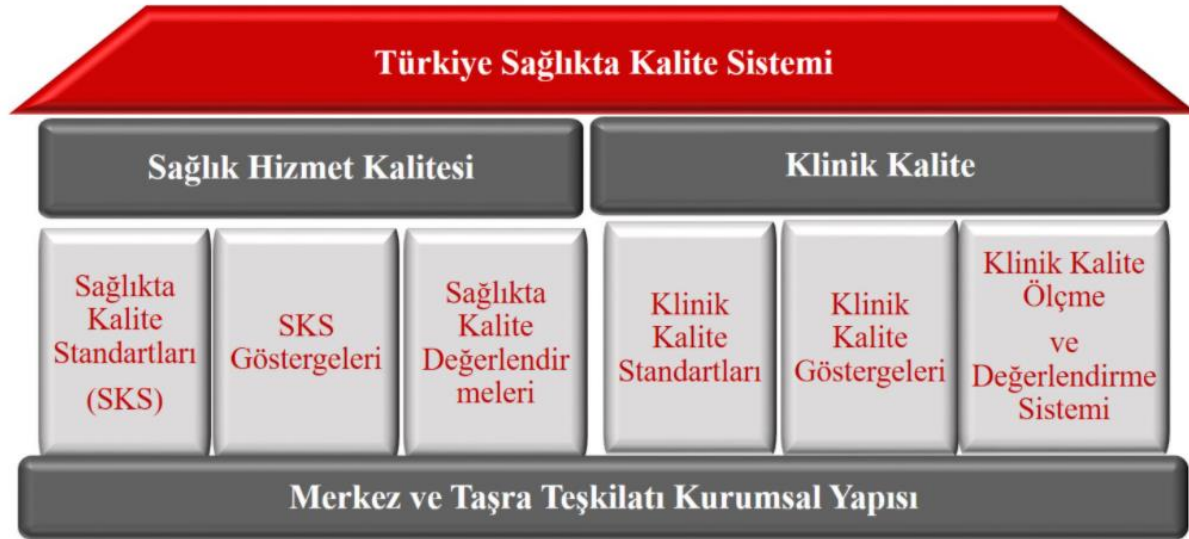 Türkiye Sağlıkta Kalite Sistemi
Sağlık Hizmet Kalitesi
Klinik Kalite
Sağlıkta
Kalite
Standartları
(SKS)
SKS
Göstergeleri
Sağlıkta
Kalite
Değerlendir
meleri
Klinik
Kalite
Standartları
Klinik
Kalite
Göstergeleri
Klinik Kalite
Ölçme
ve
Değerlendirme
Sistemi
Merkez ve Taşra Teşkilatı Kurumsal Yapısı